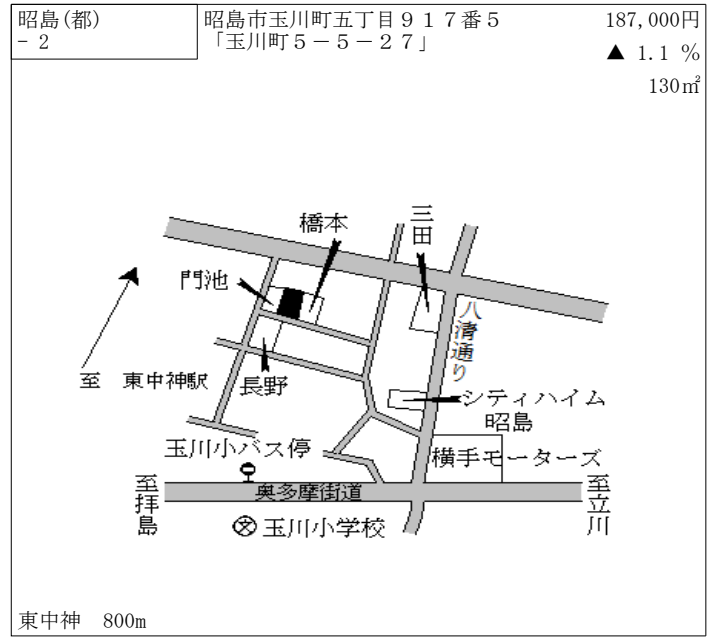 昭島(都)
- 2
昭島市玉川町五丁目917番5
「玉川町5-5-27」
187,000円
▲ 1.1 %
130㎡
橋本
三田
門池
八清通り
至 東中神駅
長野
シティハイム
昭島
玉川小バス停
横手モーターズ
至拝島
奥多摩街道
至立川
文
玉川小学校
東中神 800m